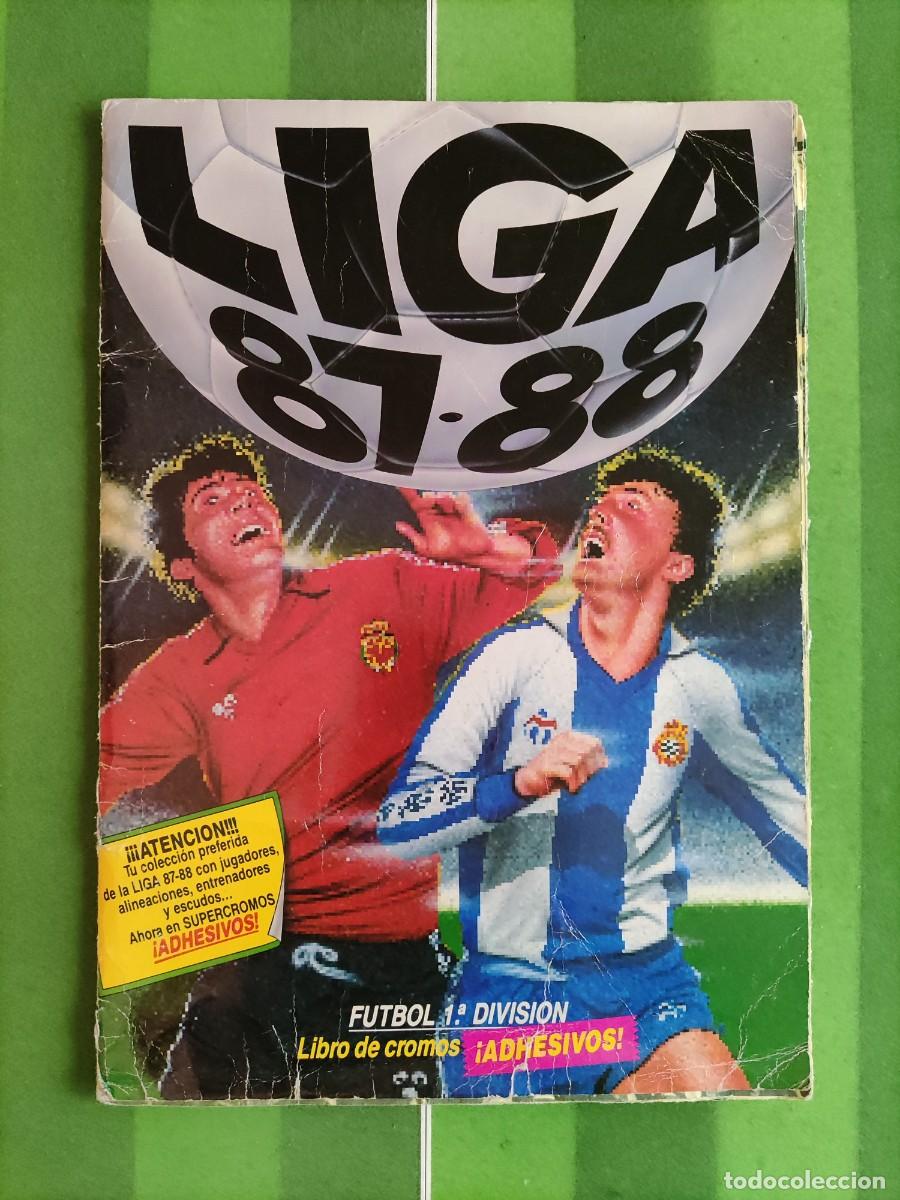 LIGA
87·88
¡¡¡ATENCION!!!
Tu colección preferida
de la LIGA 87-88 con jugadores,
alineaciones, entrenadores
y escudos...
Ahora en SUPERCROMOS
¡ADHESIVOS!
FUTBOL 1.ª DIVISION
Libro de cromos ¡ADHESIVOS!
todocoleccion